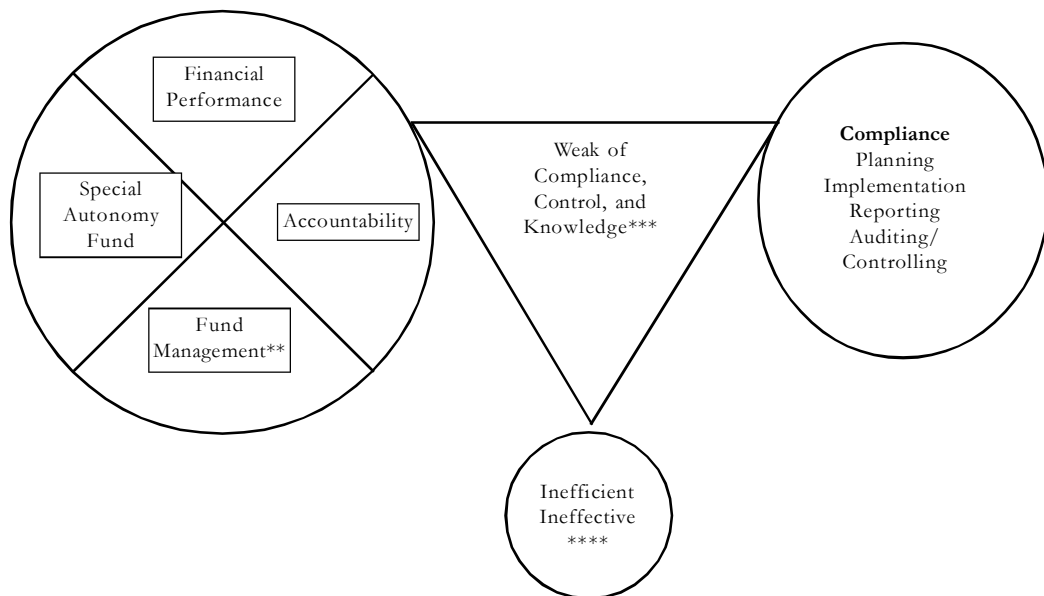 Financial
Performance
Special
Autonomy
Fund
Accountability
Fund
Management**
Weak of
Compliance,
Control, and
Knowledge***
Compliance
Planning
Implementation
Reporting
Auditing/
Controlling
Inefficient
Ineffective
****